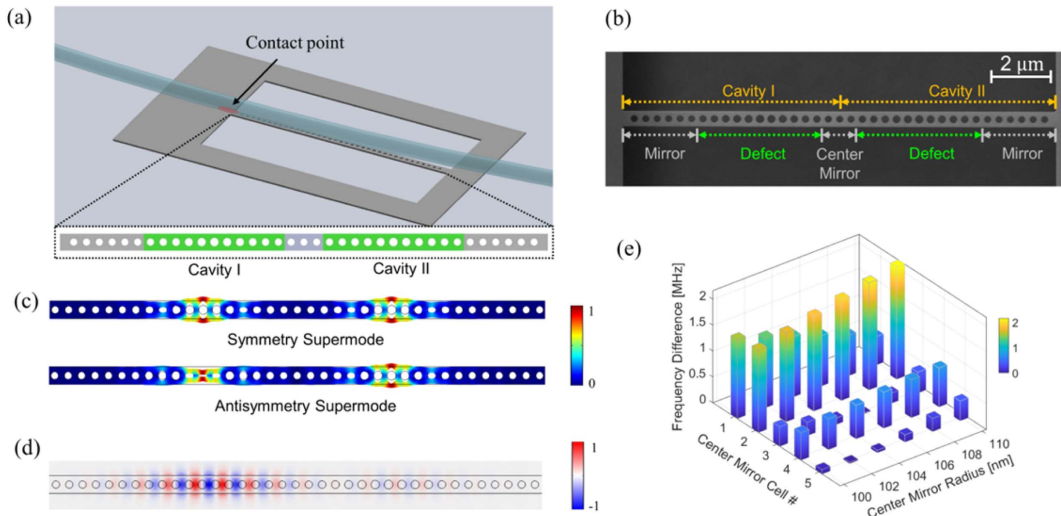 (a)
Contact point
Cavity I
Cavity II
(b)
2 μm
Cavity I
Cavity II
Mirror
Defect
Center
Mirror
Defect
Mirror
(c)
1
0
Symmetry Supermode
Antisymmetry Supermode
(d)
1
-1
(e)
Frequency Difference [MHz]
2
1.5
1
0.5
0
1
2
3
4
5
Center Mirror Cell #
100
102
104
106
108
110
Center Mirror Radius [nm]
2
1
0